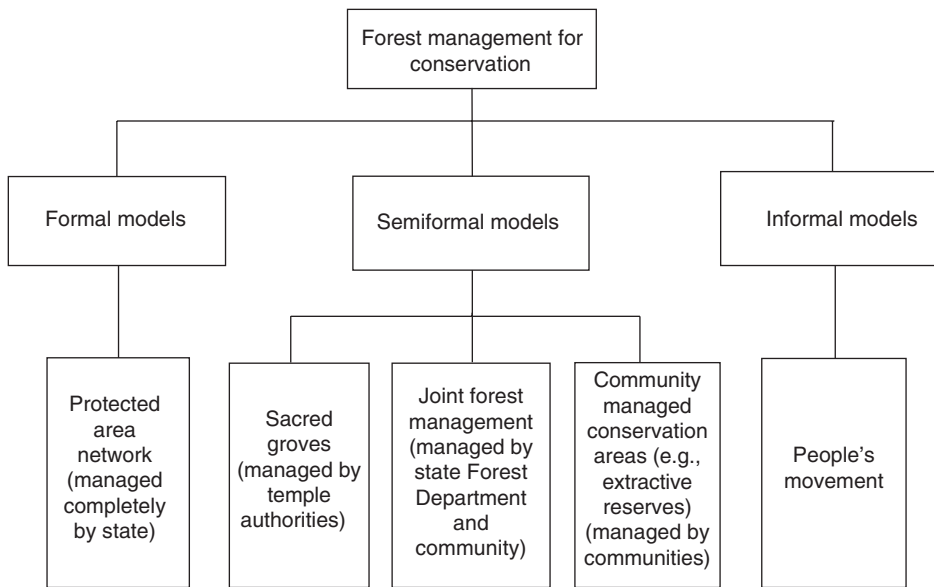 Forest management for
conservation
Formal models
Semiformal models
Informal models
Protected
area
network
(managed
completely
by state)
Sacred
groves
(managed by
temple
authorities)
Joint forest
management
(managed by
state Forest
Department
and
community)
Community
managed
conservation
areas (e.g.,
extractive
reserves)
(managed by
communities)
People's
movement